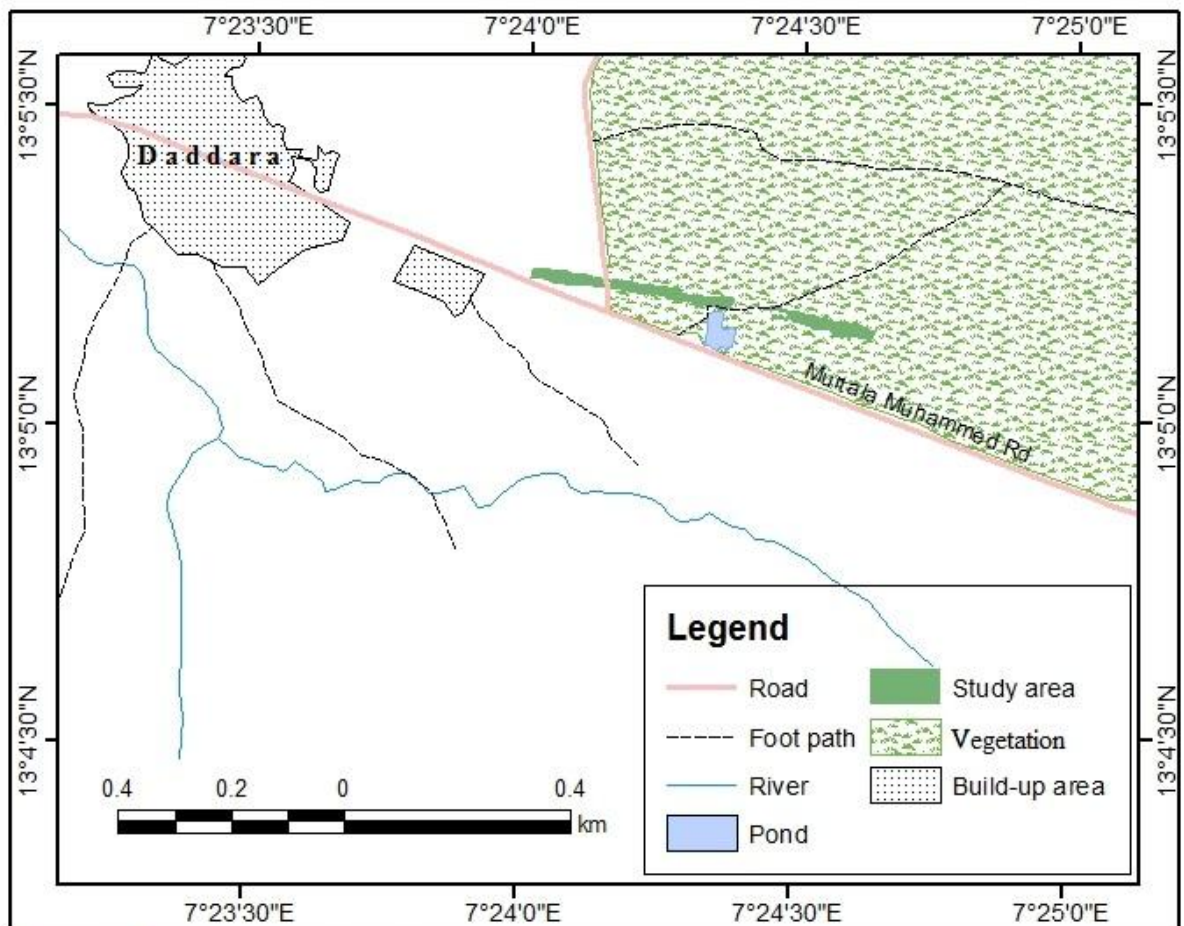 7°23'30"E 7°24'0"E 7°24'30"E 7°25'0"E
13°5'30"N 13°5'30"N
Daddara
13°5'0"N 13°5'0"N
Murtala Muhammed Rd
Legend
Road Study area
Foot path Vegetation
River Build-up area
Pond
13°4'30"N 13°4'30"N
0.4 0.2 0 0.4
km
7°23'30"E 7°24'0"E 7°24'30"E 7°25'0"E